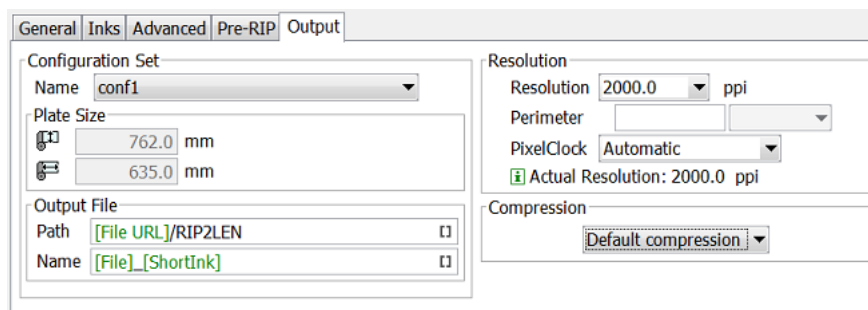 General Inks Advanced Pre-RIP Output
Configuration Set
Name conf1
Plate Size
762.0 mm
635.0 mm
Output File
Path [File URL]/RIP2LEN []
Name [File]_[ShortInk] []
Resolution
Resolution 2000.0 ppi
Perimeter
PixelClock Automatic
i Actual Resolution: 2000.0 ppi
Compression
Default compression